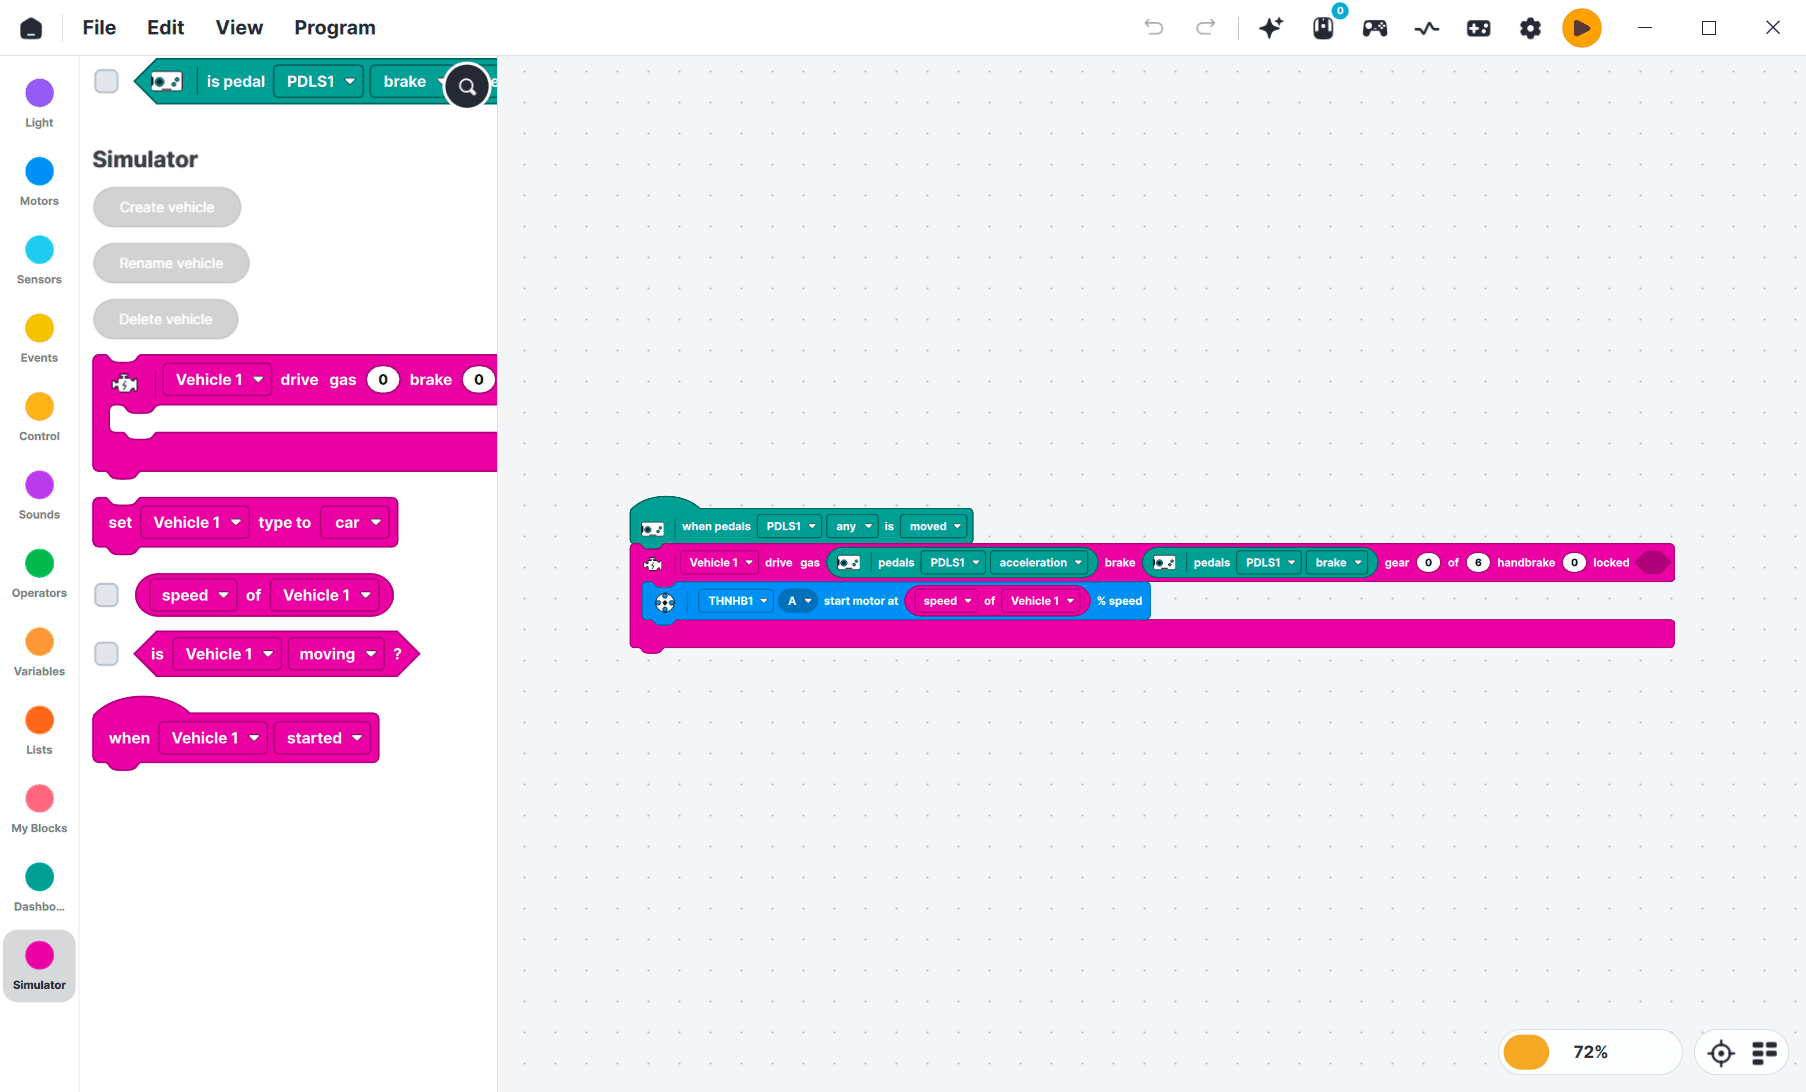 File Edit View Program
0
Light
Motors
Sensors
Events
Control
Sounds
Operators
Variables
Lists
My Blocks
Dashbo...
Simulator
is pedal PDLS1 brake
Simulator
Create vehicle
Rename vehicle
Delete vehicle
Vehicle 1 drive gas 0 brake 0
set Vehicle 1 type to car
speed of Vehicle 1
is Vehicle 1 moving ?
when Vehicle 1 started
when pedals PDLS1 any is moved
Vehicle 1 drive gas pedals PDLS1 acceleration brake pedals PDLS1 brake gear 0 of 6 handbrake 0 locked
THNHB1 A start motor at speed of Vehicle 1 % speed
72%